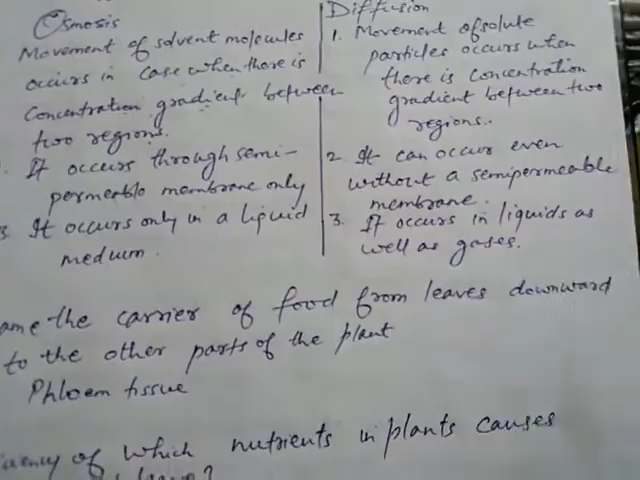 Osmosis
Movement of solvent molecules
occurs in case when there is
concentration gradient between
two regions.
It occurs through semi-
permeable membrane only
3. It occurs only in a liquid
medium.
Diffusion
1. Movement of solute
particles occurs when
there is concentration
gradient between two
regions..
2. It can occur even
without a semipermeable
membrane.
3. It occurs in liquids as
well as gases.
ame the carrier of food from leaves downward
to the other parts of the plant
Phloem tissue
of which nutrients in plants causes